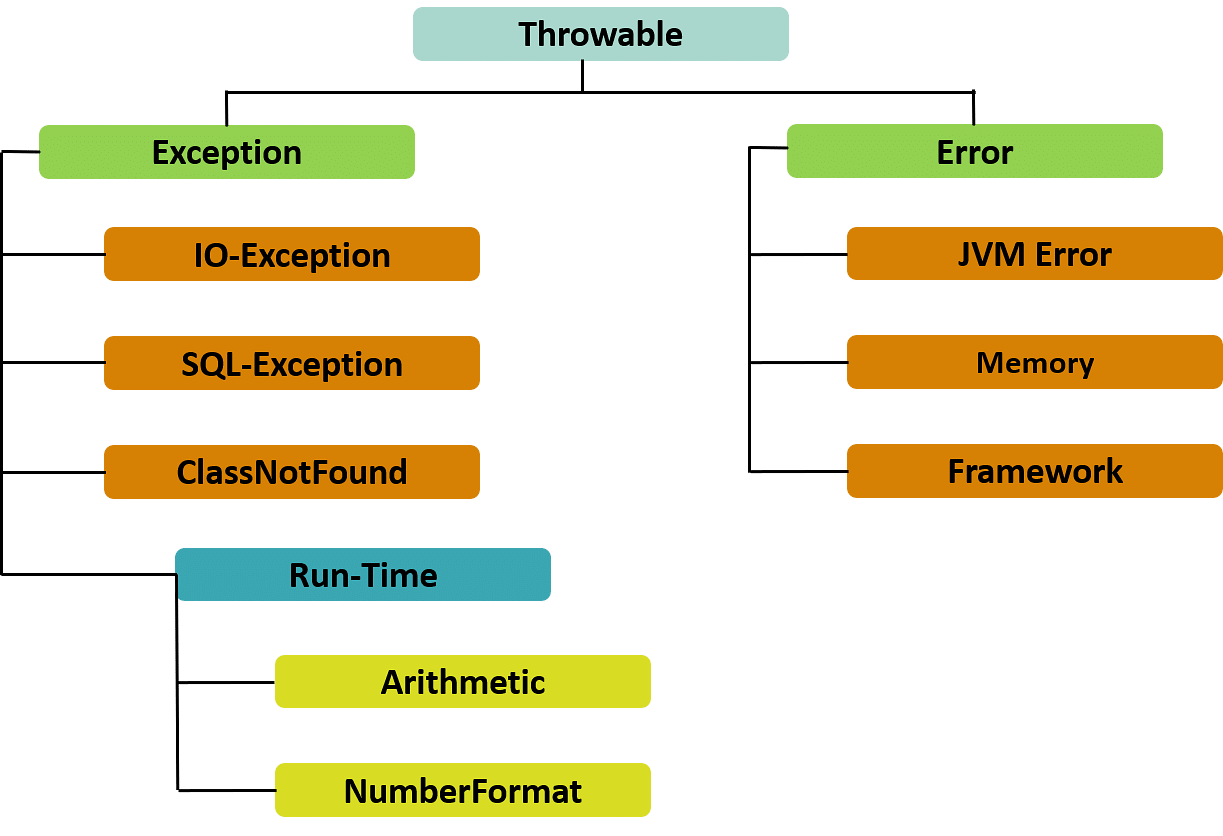 Throwable
Exception
IO-Exception
SQL-Exception
ClassNotFound
Run-Time
Arithmetic
NumberFormat
Error
JVM Error
Memory
Framework